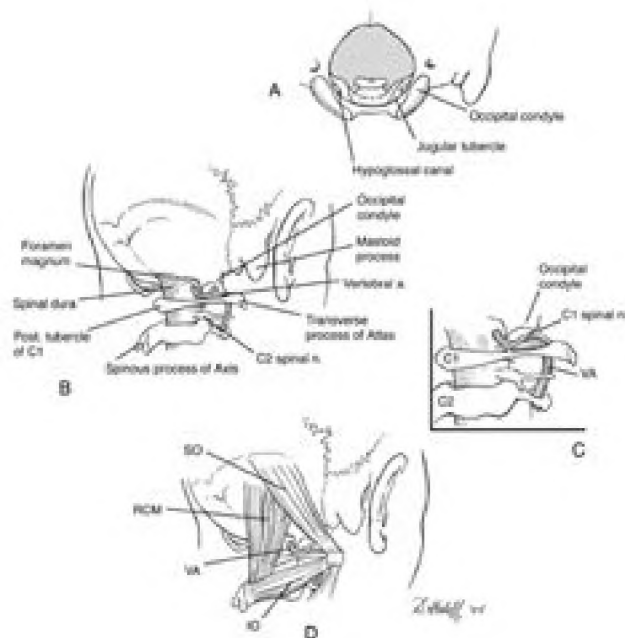 A
Occipital condyle
Jugular tubercle
Hypoglossal canal
Occipital
condyle
Mastoid
process
Foramen
magnum
Vertebral a.
Spinal dura
Transverse
process of Atlas
Post. tubercle
of C1
C2 spinal n.
Spinous process of Axis
B
Occipital
condyle
C1 spinal n.
C1
VA
C2
C
SO
RCM
VA
IO
D